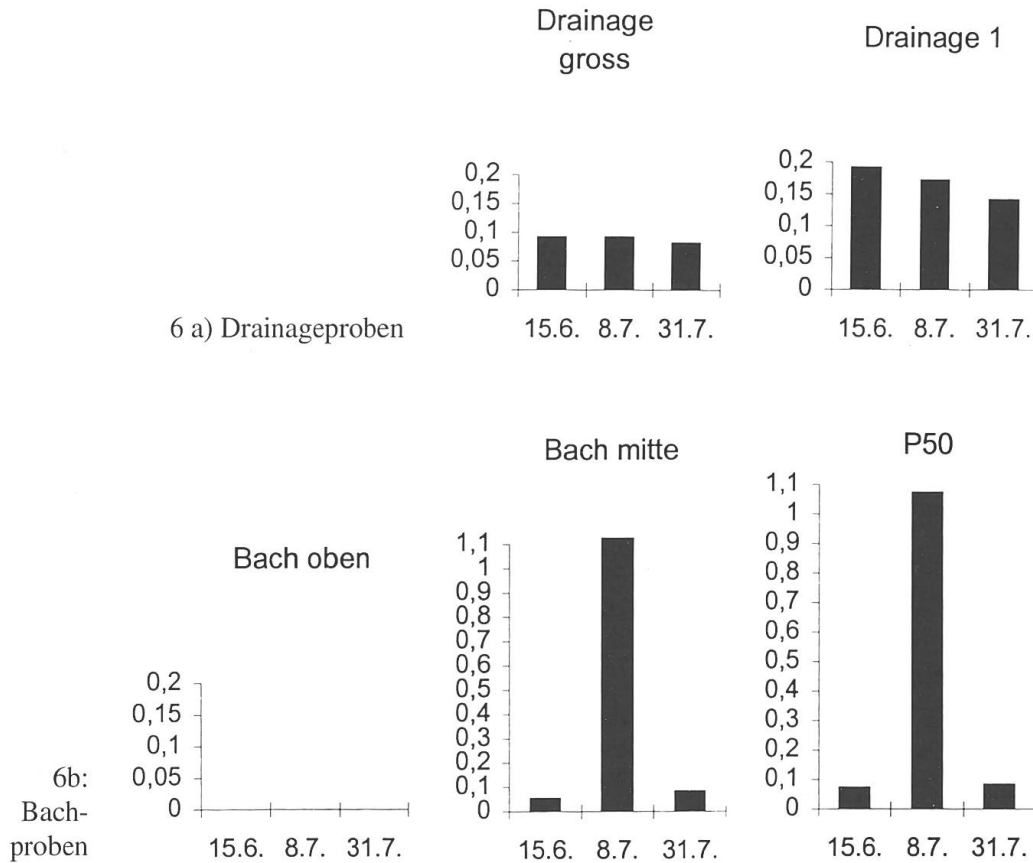 Drainage
gross
Drainage 1
0,2
0,15
0,1
0,05
0
15.6. 8.7. 31.7.
0,2
0,15
0,1
0,05
0
15.6. 8.7. 31.7.
6 a) Drainageproben
Bach oben
0,2
0,15
0,1
0,05
0
15.6. 8.7. 31.7.
Bach mitte
1,1
1
0,9
0,8
0,7
0,6
0,5
0,4
0,3
0,2
0,1
0
15.6. 8.7. 31.7.
P50
1,1
1
0,9
0,8
0,7
0,6
0,5
0,4
0,3
0,2
0,1
0
15.6. 8.7. 31.7.
6b:
Bach-
proben